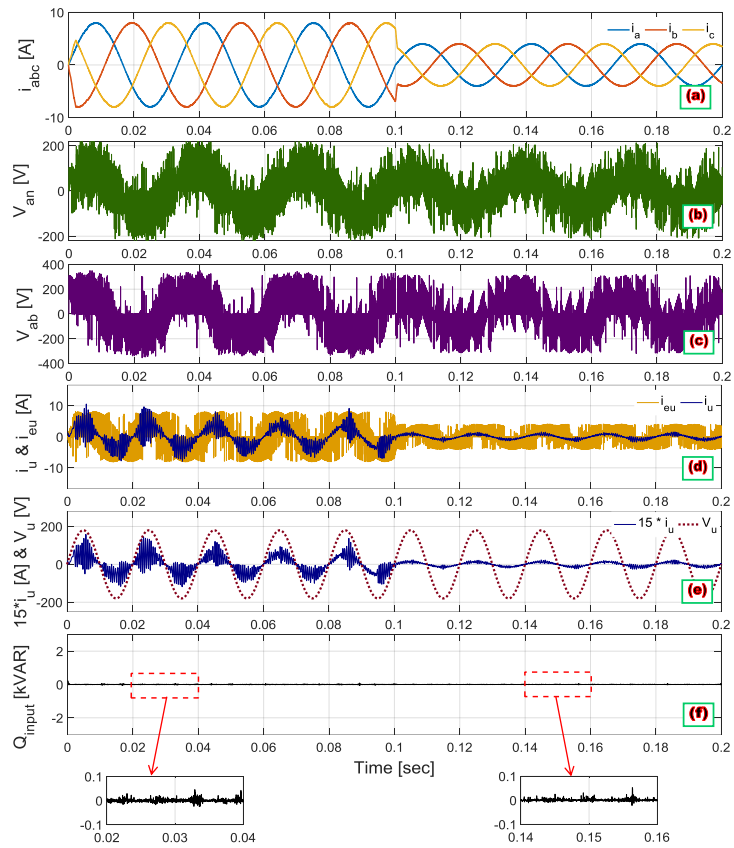 10
0
-10
i_abc [A]
i_a i_b i_c
(a)
0 0.02 0.04 0.06 0.08 0.1 0.12 0.14 0.16 0.18 0.2
200
0
-200
V_an [V]
(b)
0 0.02 0.04 0.06 0.08 0.1 0.12 0.14 0.16 0.18 0.2
400
200
0
-200
-400
V_ab [V]
(c)
0 0.02 0.04 0.06 0.08 0.1 0.12 0.14 0.16 0.18 0.2
10
0
-10
i_u & i_eu [A]
i_eu i_u
(d)
0 0.02 0.04 0.06 0.08 0.1 0.12 0.14 0.16 0.18 0.2
200
0
-200
15*i_u [A] & V_u [V]
15 * i_u V_u
(e)
0 0.02 0.04 0.06 0.08 0.1 0.12 0.14 0.16 0.18 0.2
2
0
-2
Q_input [kVAR]
(f)
0 0.02 0.04 0.06 0.08 0.1 0.12 0.14 0.16 0.18 0.2
Time [sec]
0.1
0
-0.1
0.02 0.03 0.04
0.1
0
-0.1
0.14 0.15 0.16